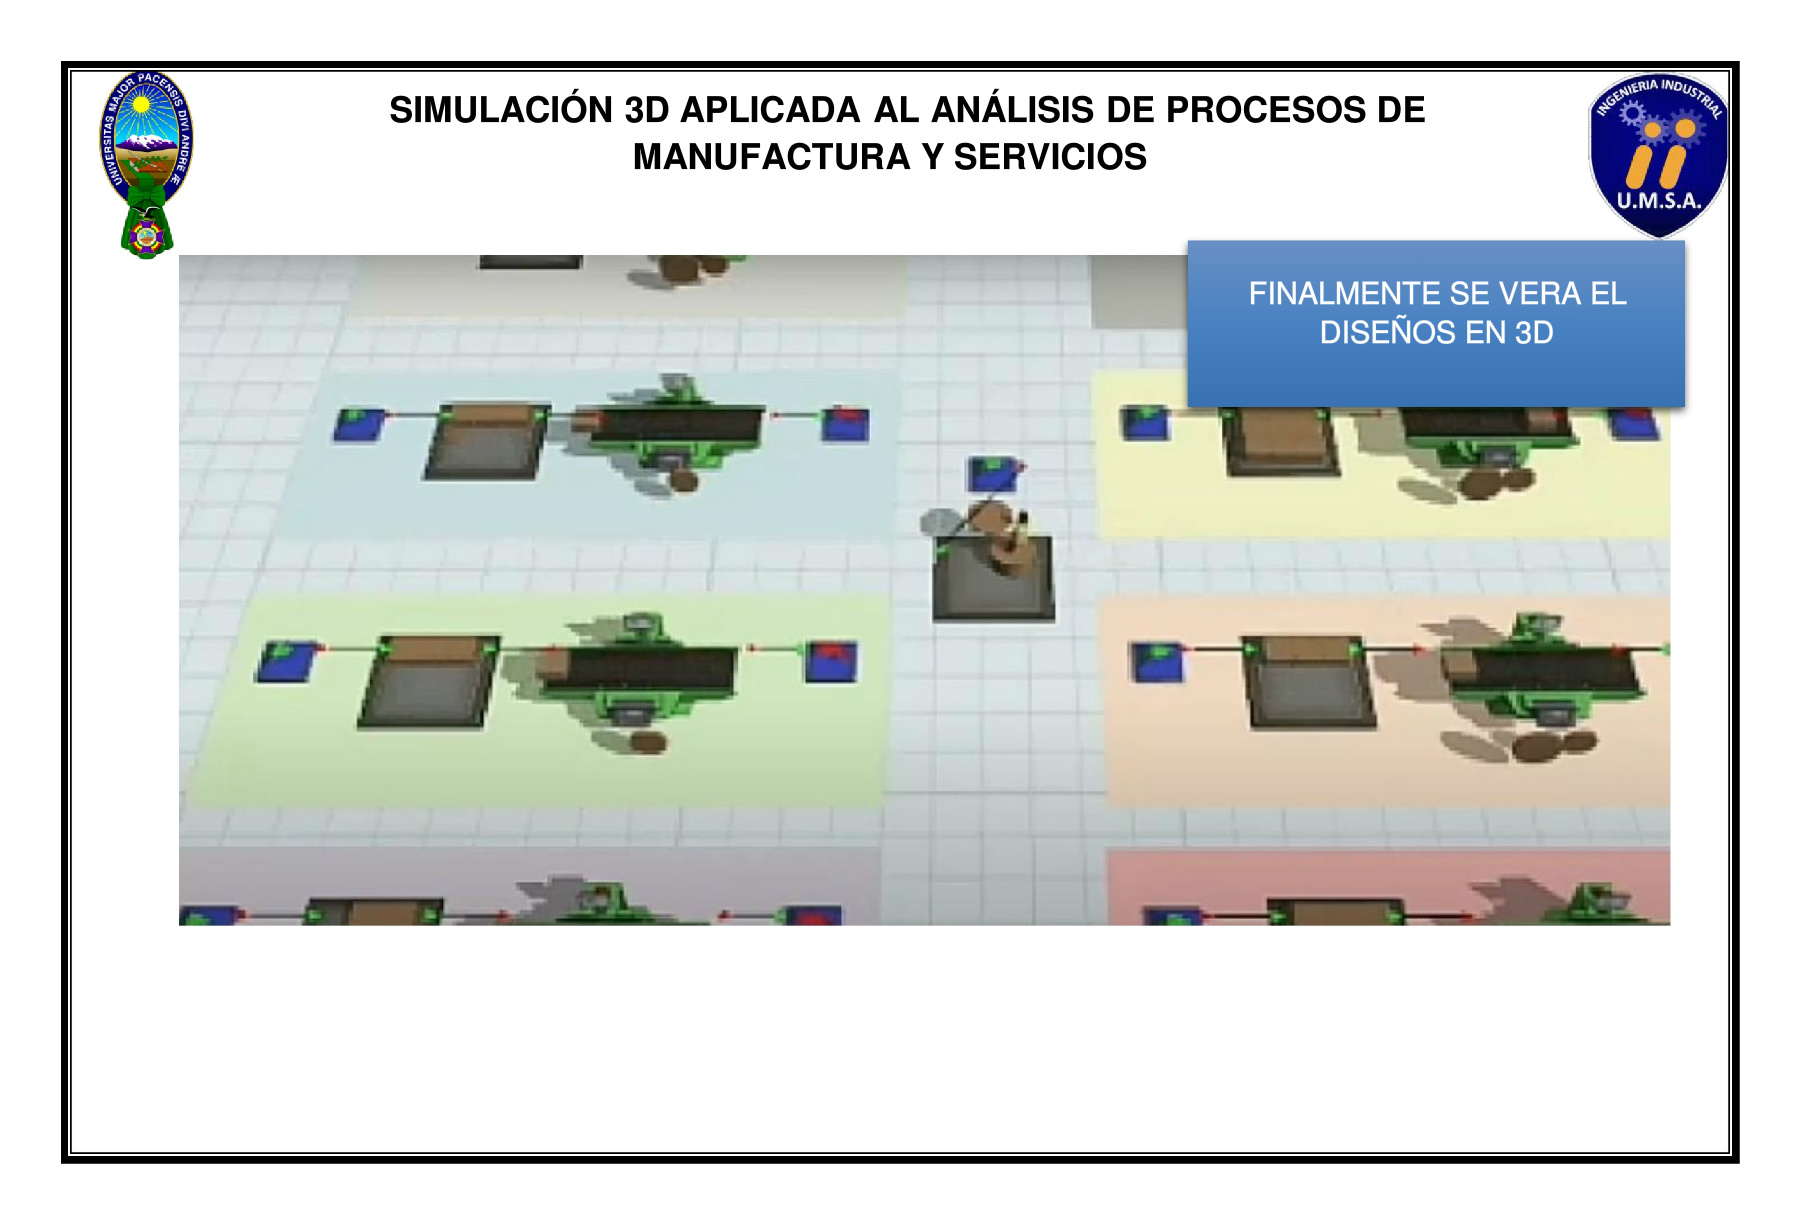 UNIVERSITAS MAJOR PACENSIS DIVI ANDRE Æ
SIMULACIÓN 3D APLICADA AL ANÁLISIS DE PROCESOS DE
MANUFACTURA Y SERVICIOS
INGENIERIA INDUSTRIAL
U.M.S.A.
FINALMENTE SE VERA EL
DISEÑOS EN 3D